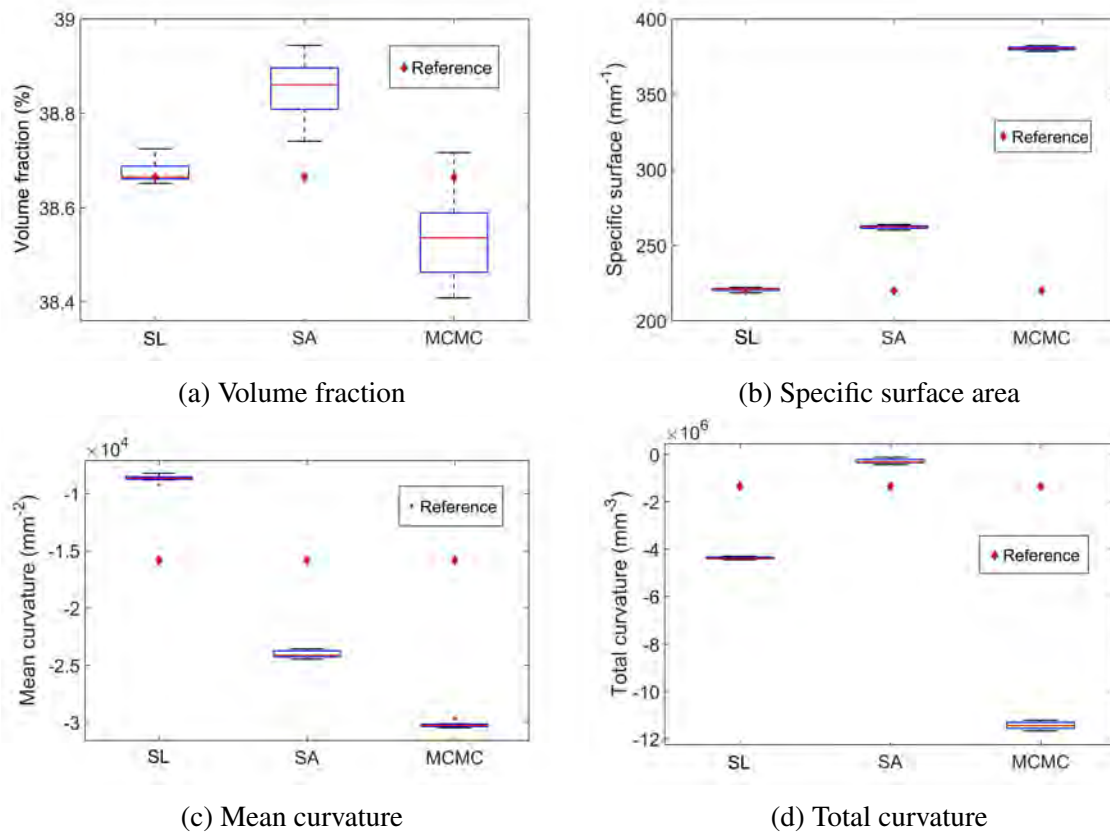 39
38.8
38.6
38.4
Volume fraction (%)
Reference
SL SA MCMC
(a) Volume fraction
400
350
300
250
200
Specific surface (mm⁻¹)
Reference
SL SA MCMC
(b) Specific surface area
×10⁴
-1
-1.5
-2
-2.5
-3
Mean curvature (mm⁻²)
Reference
SL SA MCMC
(c) Mean curvature
×10⁶
0
-2
-4
-6
-8
-10
-12
Total curvature (mm⁻³)
Reference
SL SA MCMC
(d) Total curvature